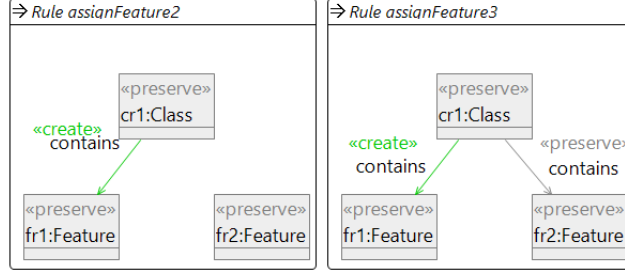 ⇒ Rule assignFeature2
«preserve»
cr1:Class
«create»
contains
«preserve»
fr1:Feature
«preserve»
fr2:Feature
⇒ Rule assignFeature3
«preserve»
cr1:Class
«create»
contains
«preserve»
contains
«preserve»
fr1:Feature
«preserve»
fr2:Feature